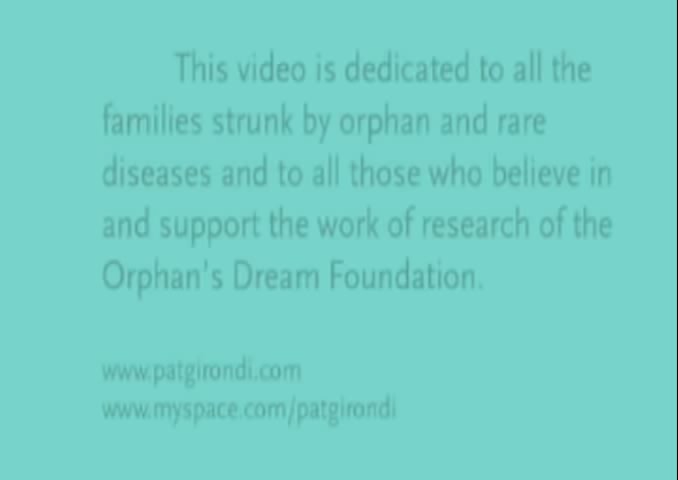 This video is dedicated to all the
families strunk by orphan and rare
diseases and to all those who believe in
and support the work of research of the
Orphan's Dream Foundation.
www.patgirondi.com
www.myspace.com/patgirondi